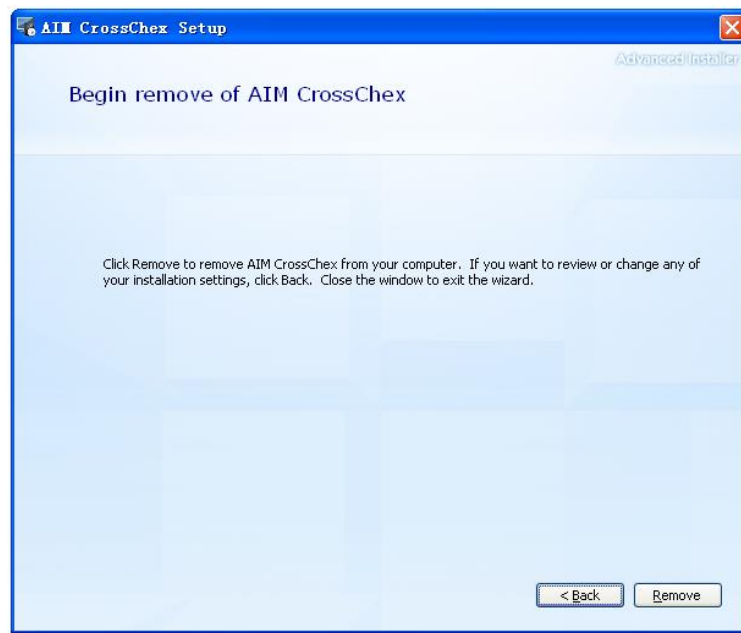 AIM CrossChex Setup
Advanced Installer
Begin remove of AIM CrossChex
Click Remove to remove AIM CrossChex from your computer. If you want to review or change any of
your installation settings, click Back. Close the window to exit the wizard.
< Back
Remove